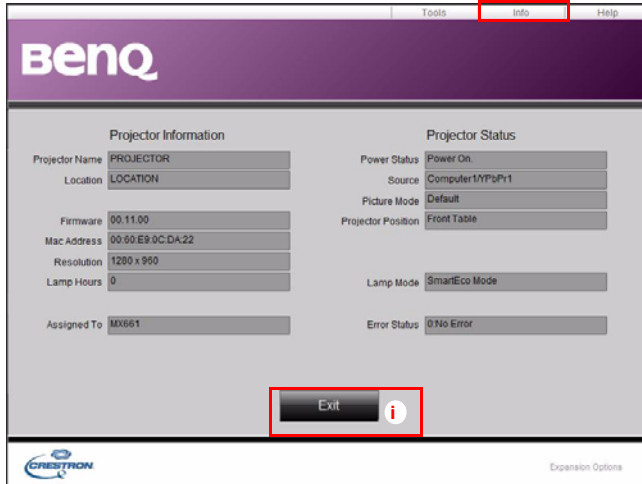 Tools Info Help
BenQ
Projector Information
Projector Name PROJECTOR
Location LOCATION
Firmware 00.11.00
Mac Address 00:60:E9:0C:DA:22
Resolution 1280 x 960
Lamp Hours 0
Assigned To MX661
Projector Status
Power Status Power On.
Source Computer1/YPbPr1
Picture Mode Default
Projector Position Front Table
Lamp Mode SmartEco Mode
Error Status 0:No Error
Exit i
CRESTRON
Expansion Options